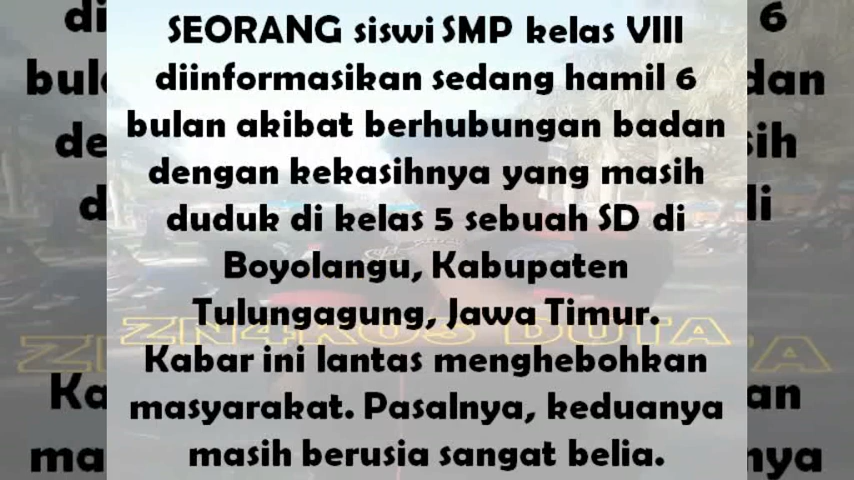 SEORANG siswi SMP kelas VIII
diinformasikan sedang hamil 6
bulan akibat berhubungan badan
dengan kekasihnya yang masih
duduk di kelas 5 sebuah SD di
Boyolangu, Kabupaten
Tulungagung, Jawa Timur.
ZN4KOS DUTA
Kabar ini lantas menghebohkan
masyarakat. Pasalnya, keduanya
masih berusia sangat belia.